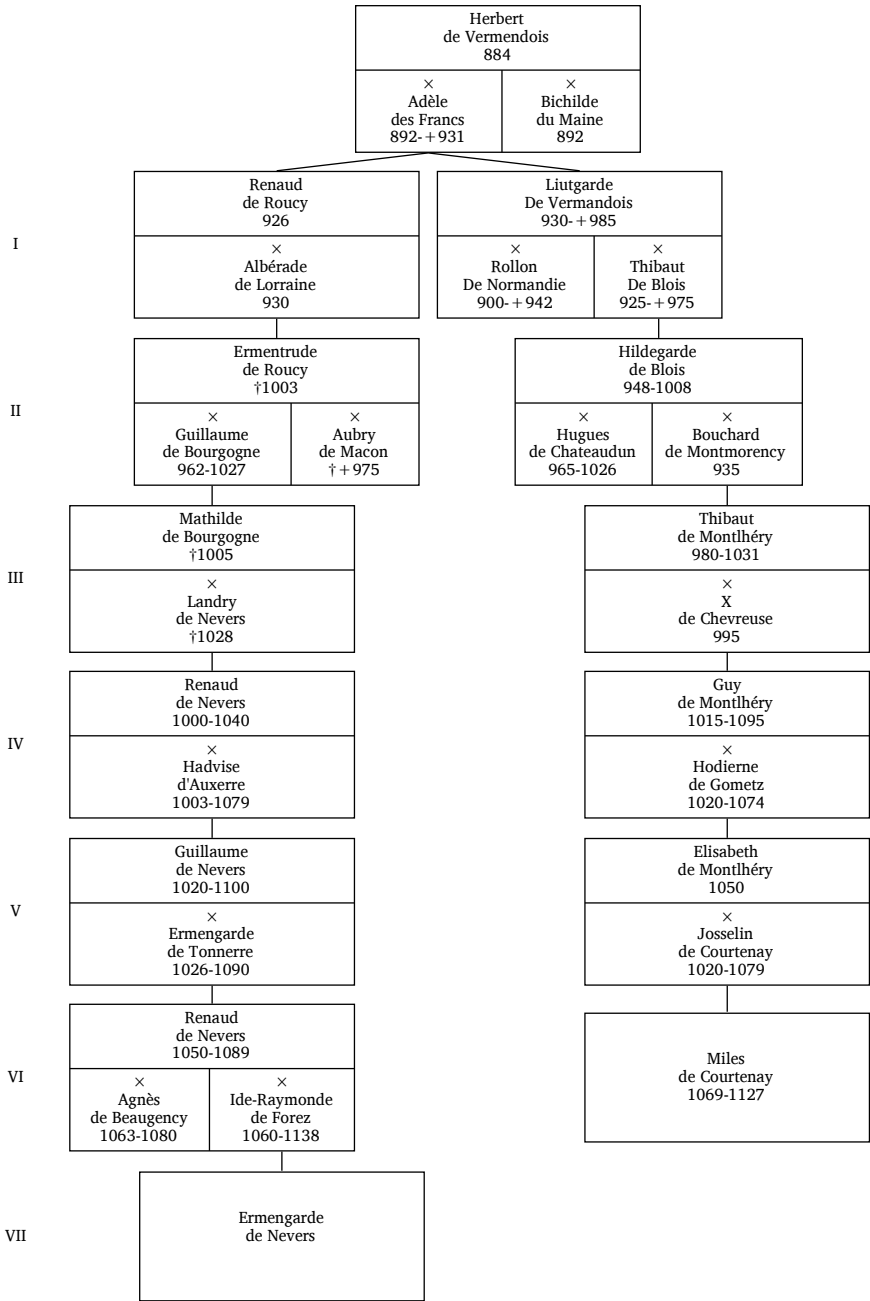 Herbert
de Vermendois
884
×
Adèle
des Francs
892-+931
×
Bichilde
du Maine
892
I
Renaud
de Roucy
926
×
Albérade
de Lorraine
930
Liutgarde
De Vermandois
930-+985
×
Rollon
De Normandie
900-+942
×
Thibaut
De Blois
925-+975
II
Ermentrude
de Roucy
†1003
×
Guillaume
de Bourgogne
962-1027
×
Aubry
de Macon
†+975
Hildegarde
de Blois
948-1008
×
Hugues
de Chateaudun
965-1026
×
Bouchard
de Montmorency
935
III
Mathilde
de Bourgogne
†1005
×
Landry
de Nevers
†1028
Thibaut
de Montlhéry
980-1031
×
X
de Chevreuse
995
IV
Renaud
de Nevers
1000-1040
×
Hadvise
d'Auxerre
1003-1079
Guy
de Montlhéry
1015-1095
×
Hodierne
de Gometz
1020-1074
V
Guillaume
de Nevers
1020-1100
×
Ermengarde
de Tonnerre
1026-1090
Elisabeth
de Montlhéry
1050
×
Josselin
de Courtenay
1020-1079
VI
Renaud
de Nevers
1050-1089
×
Agnès
de Beaugency
1063-1080
×
Ide-Raymonde
de Forez
1060-1138
Miles
de Courtenay
1069-1127
VII
Ermengarde
de Nevers